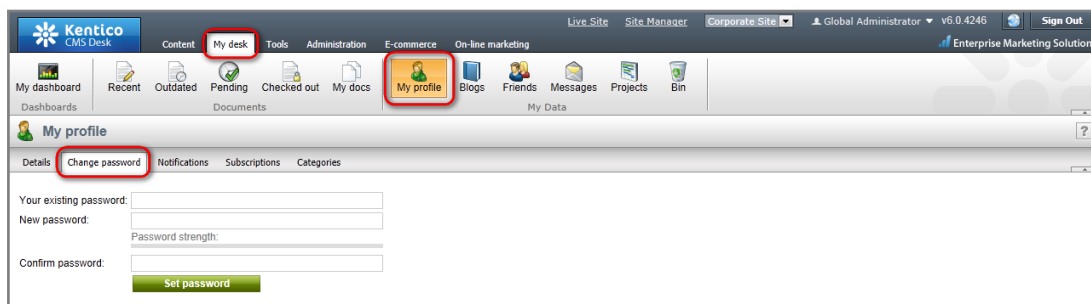 Kentico
CMS Desk
Live Site Site Manager Corporate Site Global Administrator v6.0.4246 Sign Out
Content My desk Tools Administration E-commerce On-line marketing
Enterprise Marketing Solution
My dashboard Recent Outdated Pending Checked out My docs My profile Blogs Friends Messages Projects Bin
Dashboards Documents My Data
My profile ?
Details Change password Notifications Subscriptions Categories
Your existing password:
New password:
Password strength:
Confirm password:
Set password